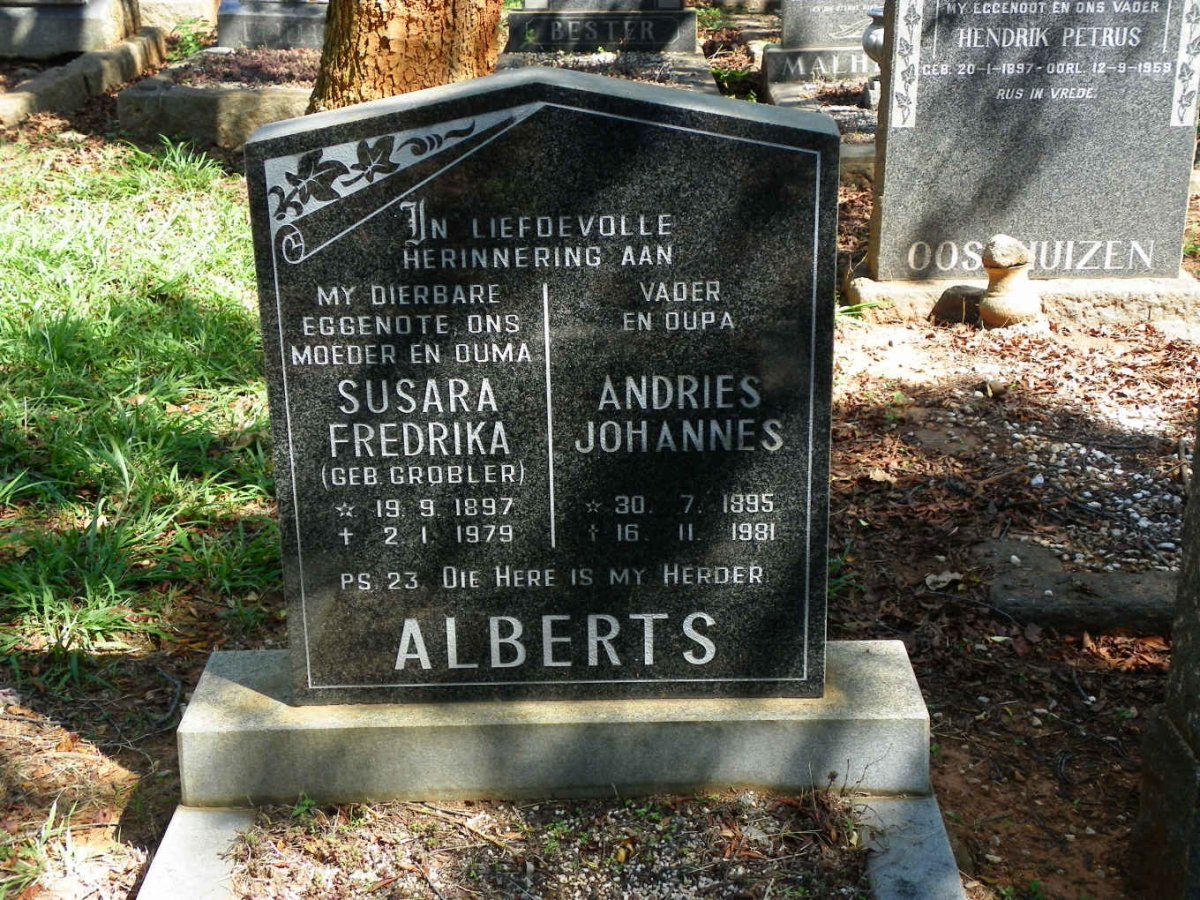 BESTER
MALH
MY EGGENOOT EN ONS VADER
HENDRIK PETRUS
GEB. 20-1-1897-OORL. 12-9-1959
RUS IN VREDE.
OOS HUIZEN
IN LIEFDEVOLLE
HERINNERING AAN
MY DIERBARE
EGGENOTE, ONS
MOEDER EN OUMA
SUSARA
FREDRIKA
(GEB. GROBLER)
☆ 19. 9. 1897
✝ 2. 1. 1979
VADER
EN OUPA
ANDRIES
JOHANNES
☆ 30. 7. 1895
✝ 16. 11. 1981
PS. 23. DIE HERE IS MY HERDER
ALBERTS